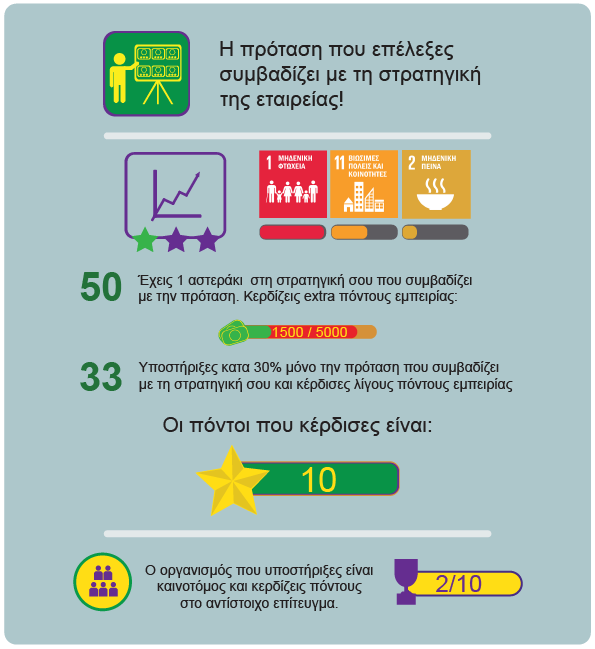 Η πρόταση που επέλεξες
συμβαδίζει με τη στρατηγική
της εταιρείας!
1 ΜΗΔΕΝΙΚΗ
ΦΤΩΧΕΙΑ
11 ΒΙΩΣΙΜΕΣ
ΠΟΛΕΙΣ ΚΑΙ
ΚΟΙΝΟΤΗΤΕΣ
2 ΜΗΔΕΝΙΚΗ
ΠΕΙΝΑ
50
Έχεις 1 αστεράκι στη στρατηγική σου που συμβαδίζει
με την πρόταση. Κερδίζεις extra πόντους εμπειρίας:
1500 / 5000
33
Υποστήριξες κατα 30% μόνο την πρόταση που συμβαδίζει
με τη στρατηγική σου και κέρδισες λίγους πόντους εμπειρίας
Οι πόντοι που κέρδισες είναι:
10
Ο οργανισμός που υποστήριξες είναι
καινοτόμος και κερδίζεις πόντους
στο αντίστοιχο επίτευγμα.
2/10